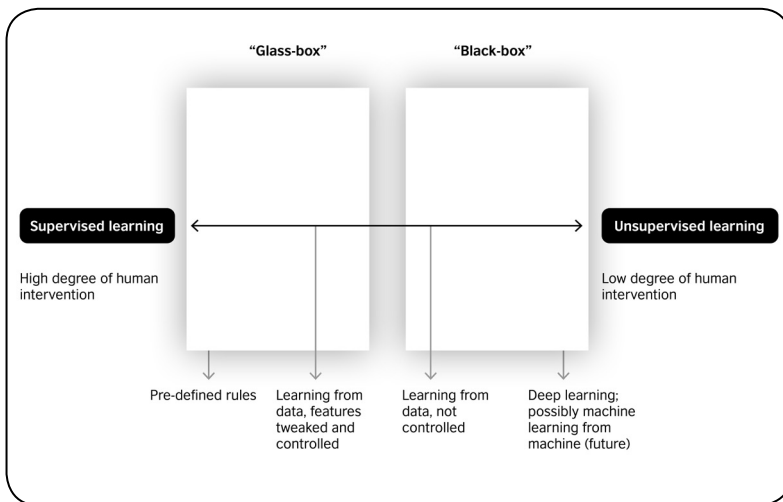 “Glass-box”
“Black-box”
Supervised learning
Unsupervised learning
High degree of human
intervention
Low degree of human
intervention
Pre-defined rules
Learning from
data, features
tweaked and
controlled
Learning from
data, not
controlled
Deep learning;
possibly machine
learning from
machine (future)